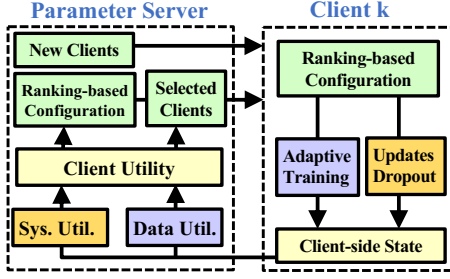 Parameter Server
Client k
New Clients
Ranking-based
Configuration
Selected
Clients
Client Utility
Sys. Util.
Data Util.
Ranking-based
Configuration
Adaptive
Training
Updates
Dropout
Client-side State